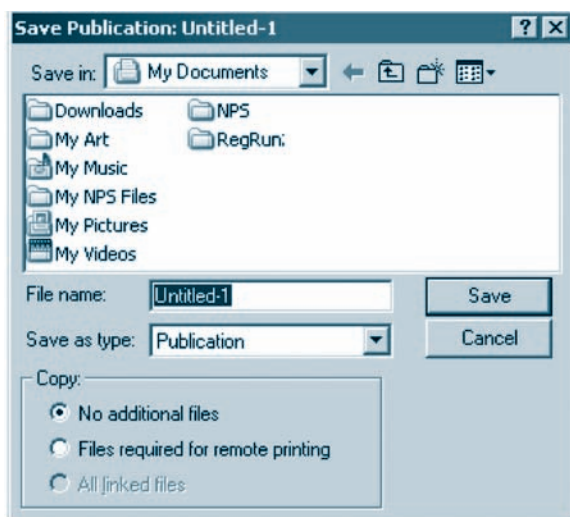 Save Publication: Untitled-1
Save in: My Documents
Downloads
My Art
My Music
My NPS Files
My Pictures
My Videos
NPS
RegRun2
File name: Untitled-1
Save
Save as type: Publication
Cancel
Copy:
No additional files
Files required for remote printing
All linked files